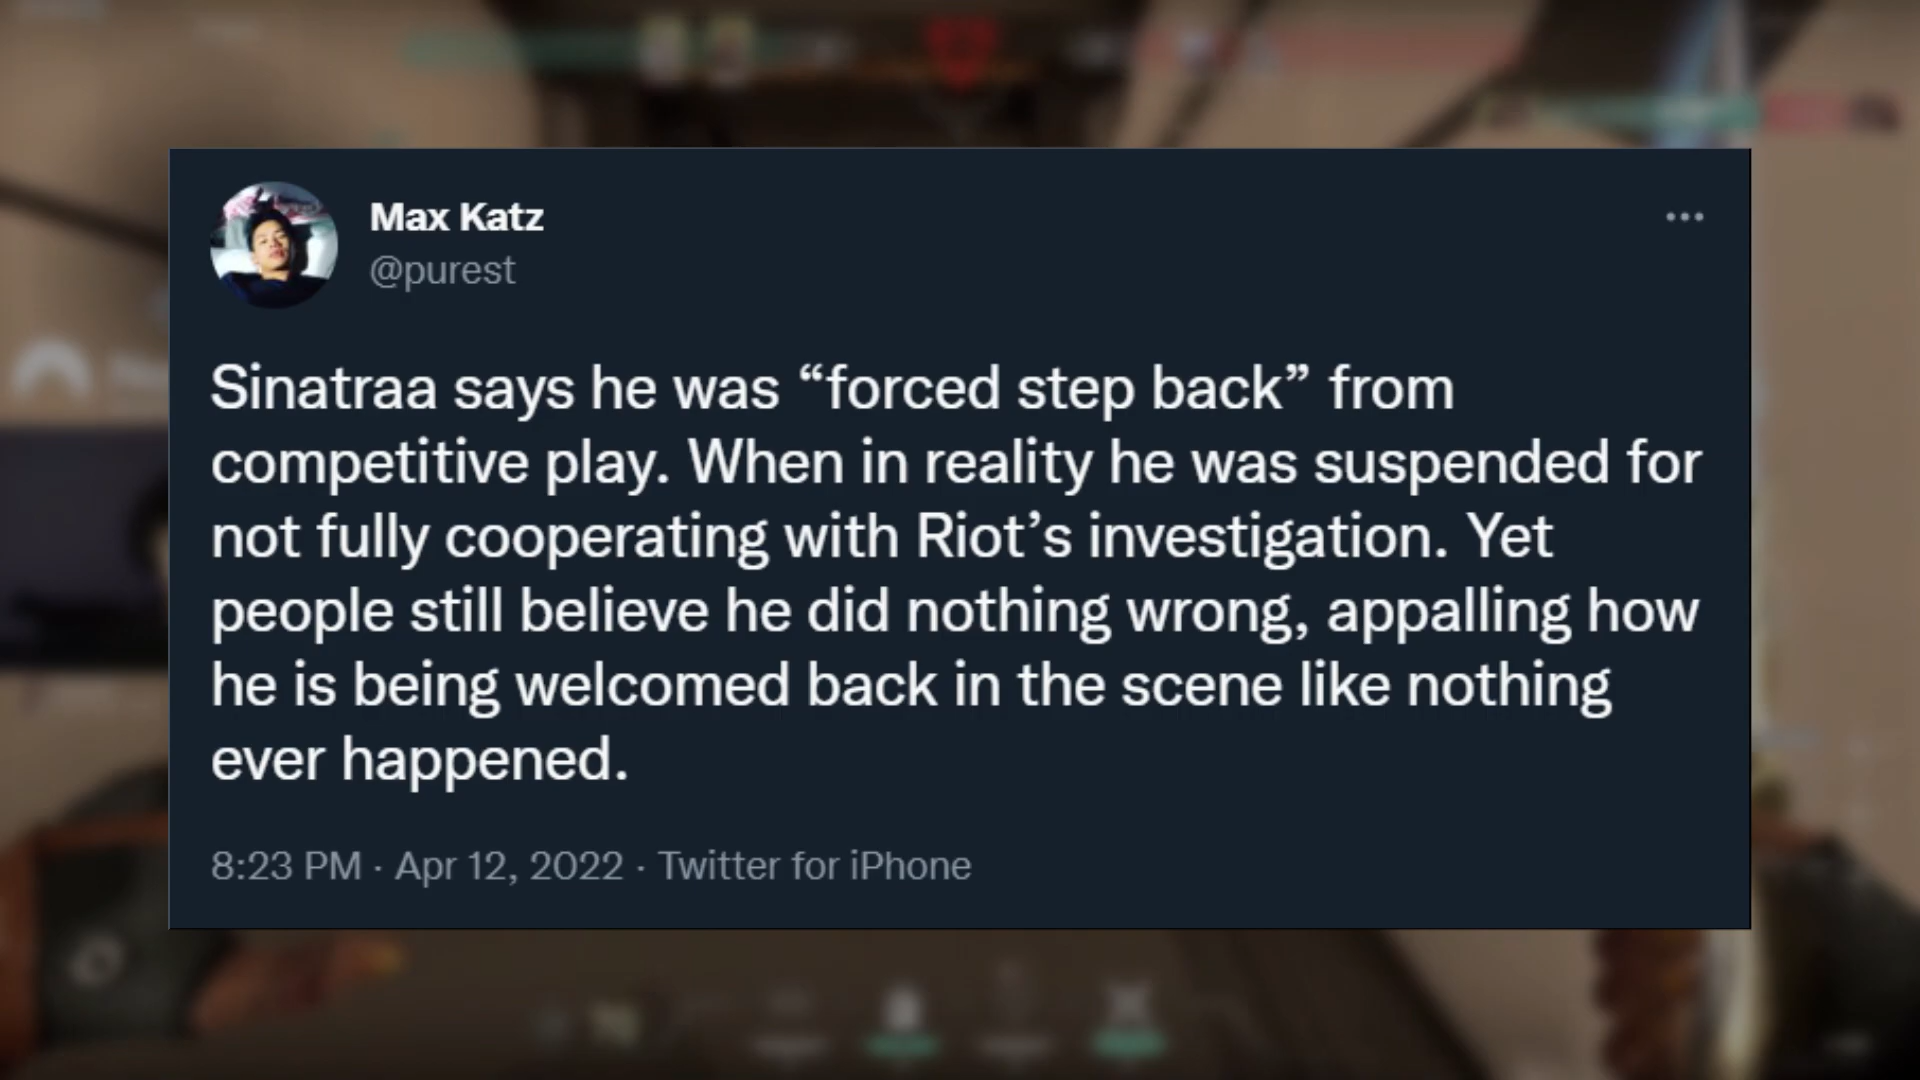 Max Katz
@purest
Sinatraa says he was “forced step back” from
competitive play. When in reality he was suspended for
not fully cooperating with Riot’s investigation. Yet
people still believe he did nothing wrong, appalling how
he is being welcomed back in the scene like nothing
ever happened.
8:23 PM · Apr 12, 2022 · Twitter for iPhone